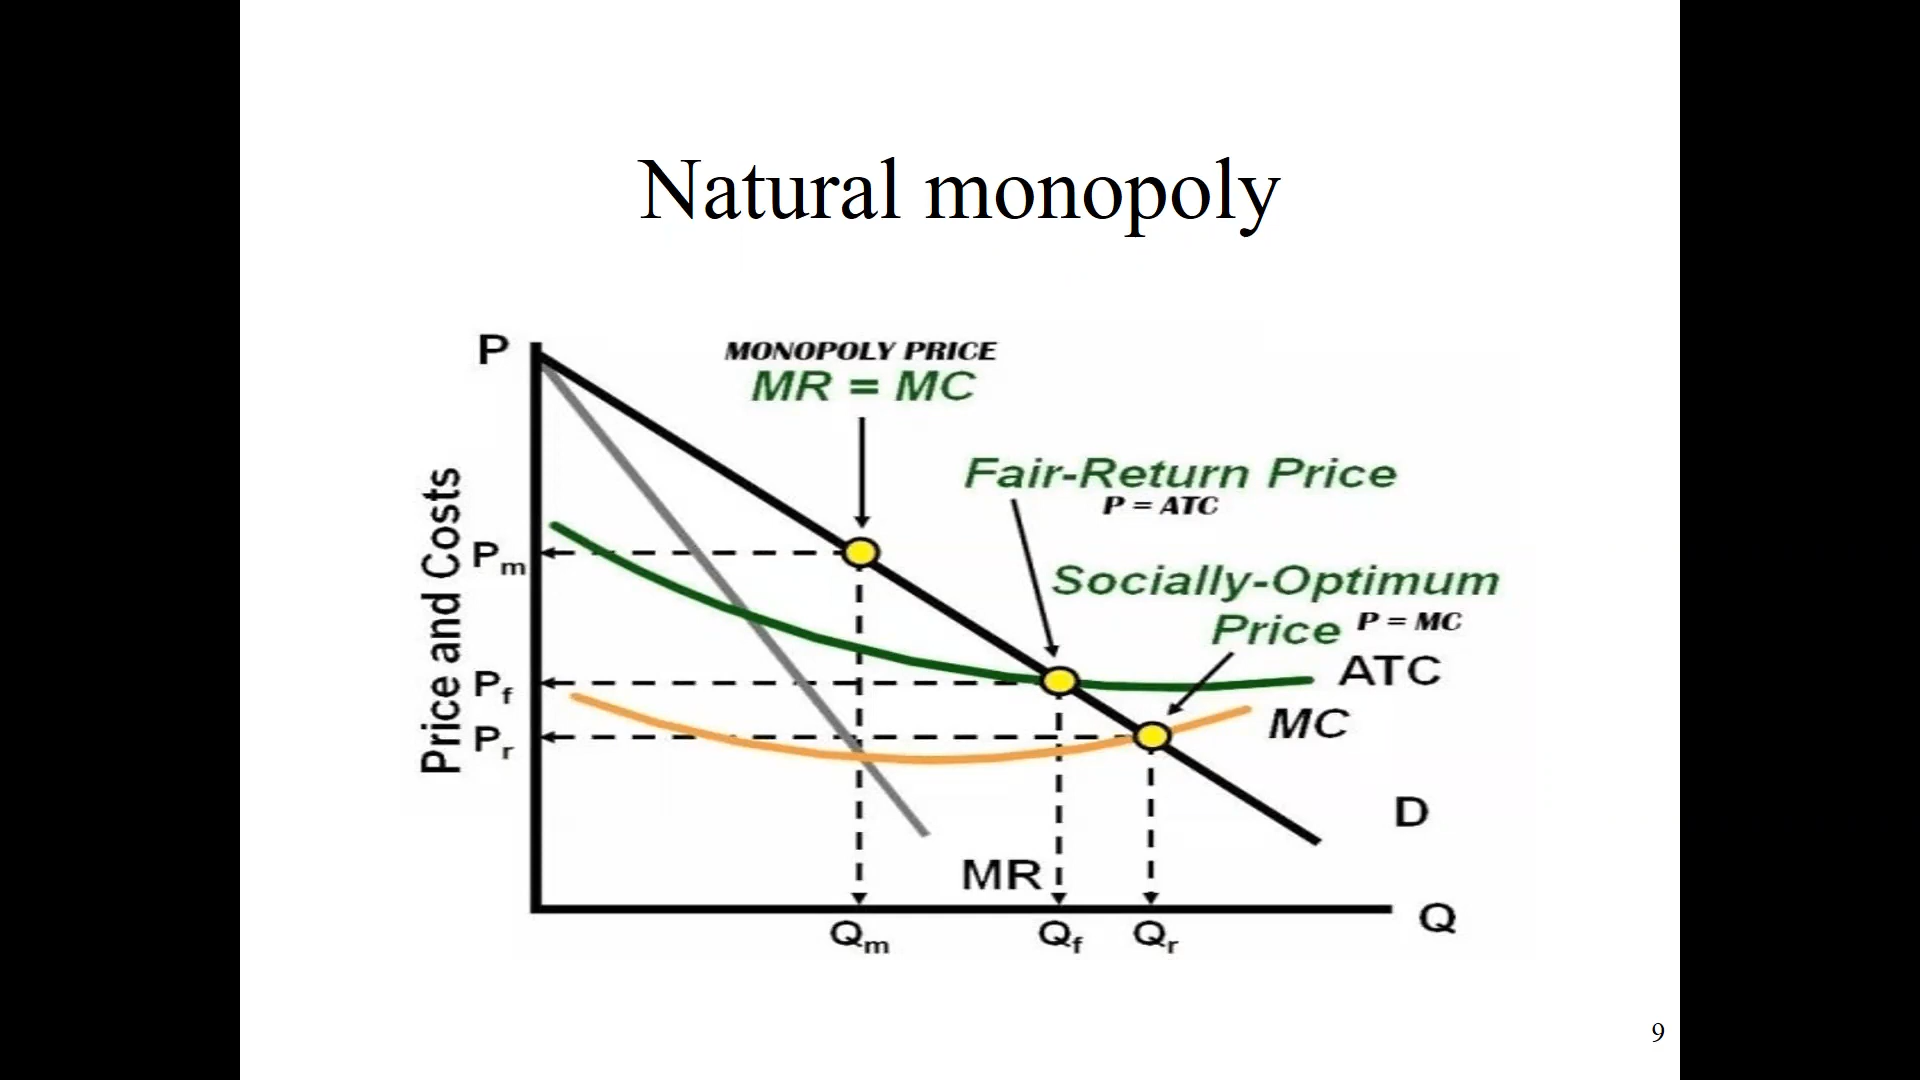 Natural monopoly
P
MONOPOLY PRICE
MR = MC
Fair-Return Price
P = ATC
Socially-Optimum
Price P = MC
Price and Costs
Pm
Pf
Pr
ATC
MC
D
MR
Qm Qf Qr
Q
9